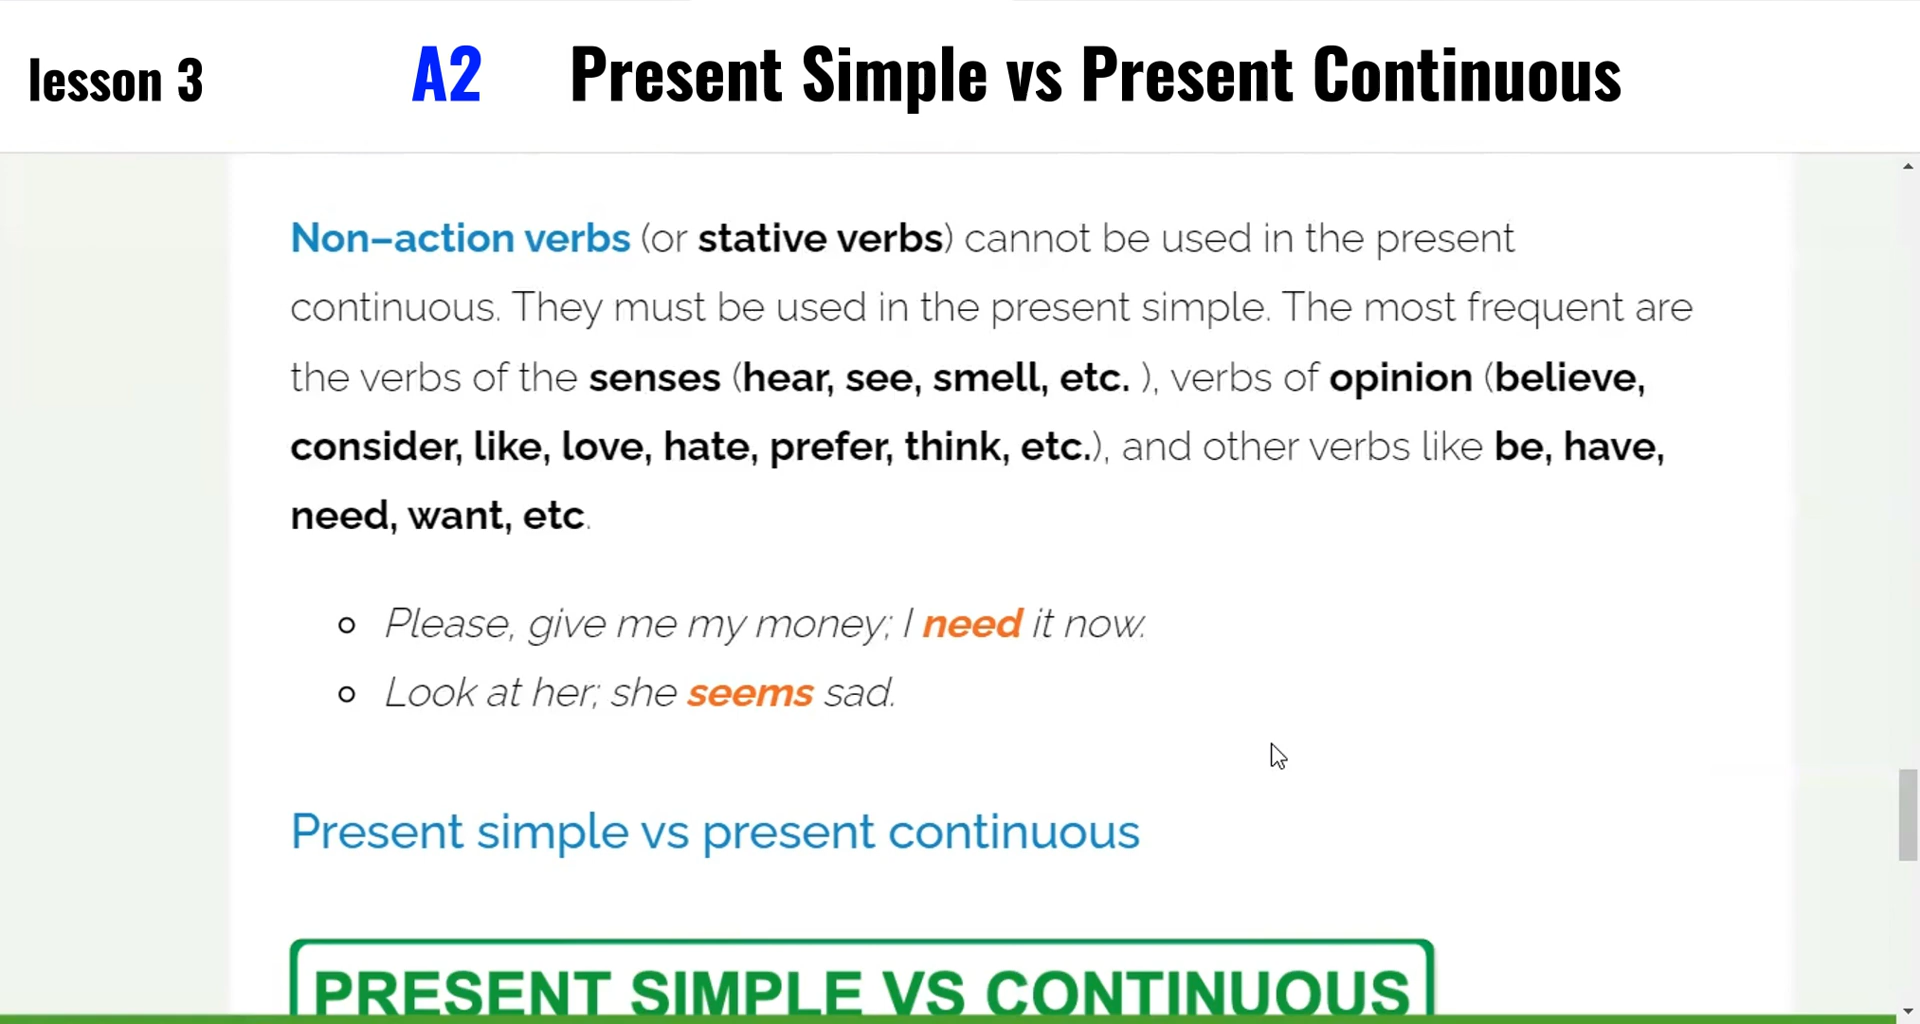 lesson 3 A2 Present Simple vs Present Continuous
Non–action verbs (or stative verbs) cannot be used in the present
continuous. They must be used in the present simple. The most frequent are
the verbs of the senses (hear, see, smell, etc. ), verbs of opinion (believe,
consider, like, love, hate, prefer, think, etc.), and other verbs like be, have,
need, want, etc.
Please, give me my money; I need it now.
Look at her; she seems sad.
Present simple vs present continuous
PRESENT SIMPLE VS CONTINUOUS